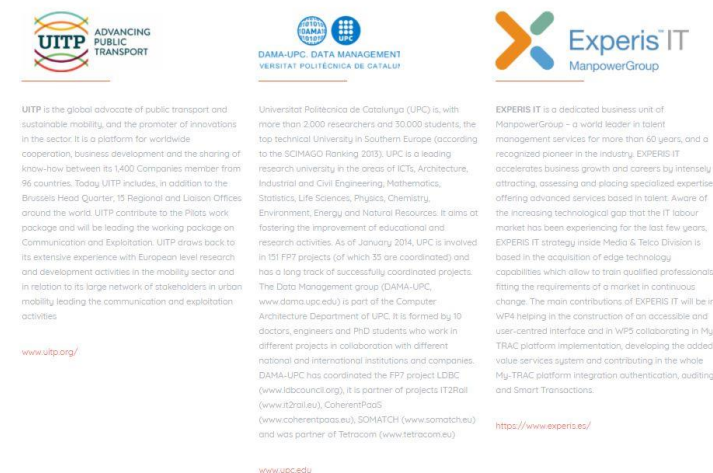 UITP
ADVANCING
PUBLIC
TRANSPORT
UITP is the global advocate of public transport and
sustainable mobility, and the promoter of innovations
in the sector. It is a platform for worldwide
cooperation, business development and the sharing of
know-how between its 1,400 Companies member from
96 countries. Today UITP includes, in addition to the
Brussels Head Quarter, 15 Regional and Liaison Offices
around the world. UITP contribute to the Pilots work
package and will be leading the working package on
Communication and Exploitation. UITP draws back to
its extensive experience with European level research
and development activities in the mobility sector and
in relation to its large network of stakeholders in urban
mobility leading the communication and exploitation
activities
www.uitp.org/
DAMA
UPC
DAMA-UPC. DATA MANAGEMENT
VERSITAT POLITÈCNICA DE CATALUÑ
Universitat Politècnica de Catalunya (UPC) is, with
more than 2,000 researchers and 30,000 students, the
top technical University in Southern Europe (according
to the SCIMAGO Ranking 2013). UPC is a leading
research university in the areas of ICTs, Architecture,
Industrial and Civil Engineering, Mathematics,
Statistics, Life Sciences, Physics, Chemistry,
Environment, Energy and Natural Resources. It aims at
fostering the improvement of educational and
research activities. As of January 2014, UPC is involved
in 151 FP7 projects (of which 35 are coordinated) and
has a long track of successfully coordinated projects.
The Data Management group (DAMA-UPC,
www.dama.upc.edu) is part of the Computer
Architecture Department of UPC. It is formed by 10
doctors, engineers and PhD students who work in
different projects in collaboration with different
national and international institutions and companies.
DAMA-UPC has coordinated the FP7 project LDBC
(www.ldbcouncil.org), it is partner of projects IT2Rail
(www.it2rail.eu), CoherentPaaS
(www.coherentpaas.eu), SOMATCH (www.somatch.eu)
and was partner of Tetracom (www.tetracom.eu)
www.upc.edu
Experis™ IT
ManpowerGroup
EXPERIS IT is a dedicated business unit of
ManpowerGroup – a world leader in talent
management services for more than 60 years, and a
recognized pioneer in the industry. EXPERIS IT
accelerates business growth and careers by intensely
attracting, assessing and placing specialized expertise
offering advanced services based in talent. Aware of
the increasing technological gap that the IT labour
market has been experiencing for the last few years,
EXPERIS IT strategy inside Media & Telco Division is
based in the acquisition of edge technology
capabilities which allow to train qualified professionals
fitting the requirements of a market in continuous
change. The main contributions of EXPERIS IT will be in
WP4 helping in the construction of an accessible and
user-centred interface and in WP5 collaborating in My
TRAC platform implementation, developing the added
value services system and contributing in the whole
My-TRAC platform integration authentication, auditing
and Smart Transactions.
https://www.experis.es/